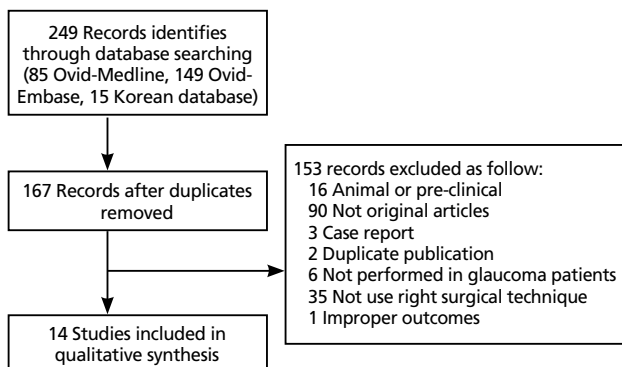 249 Records identifies
through database searching
(85 Ovid-Medline, 149 Ovid-
Embase, 15 Korean database)
167 Records after duplicates
removed
153 records excluded as follow:
16 Animal or pre-clinical
90 Not original articles
3 Case report
2 Duplicate publication
6 Not performed in glaucoma patients
35 Not use right surgical technique
1 Improper outcomes
14 Studies included in
qualitative synthesis